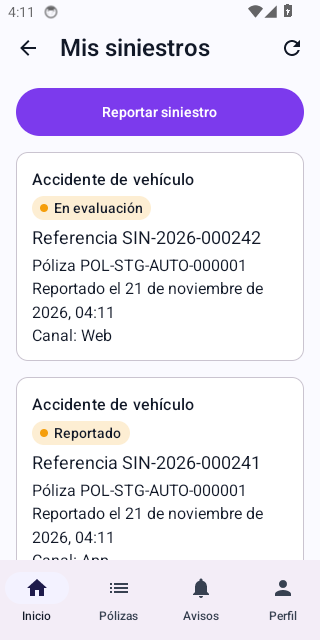 4:11
Mis siniestros
Reportar siniestro
Accidente de vehículo
En evaluación
Referencia SIN-2026-000242
Póliza POL-STG-AUTO-000001
Reportado el 21 de noviembre de
2026, 04:11
Canal: Web
Accidente de vehículo
Reportado
Referencia SIN-2026-000241
Póliza POL-STG-AUTO-000001
Reportado el 21 de noviembre de
2026, 04:11
Canal: App
Inicio
Pólizas
Avisos
Perfil